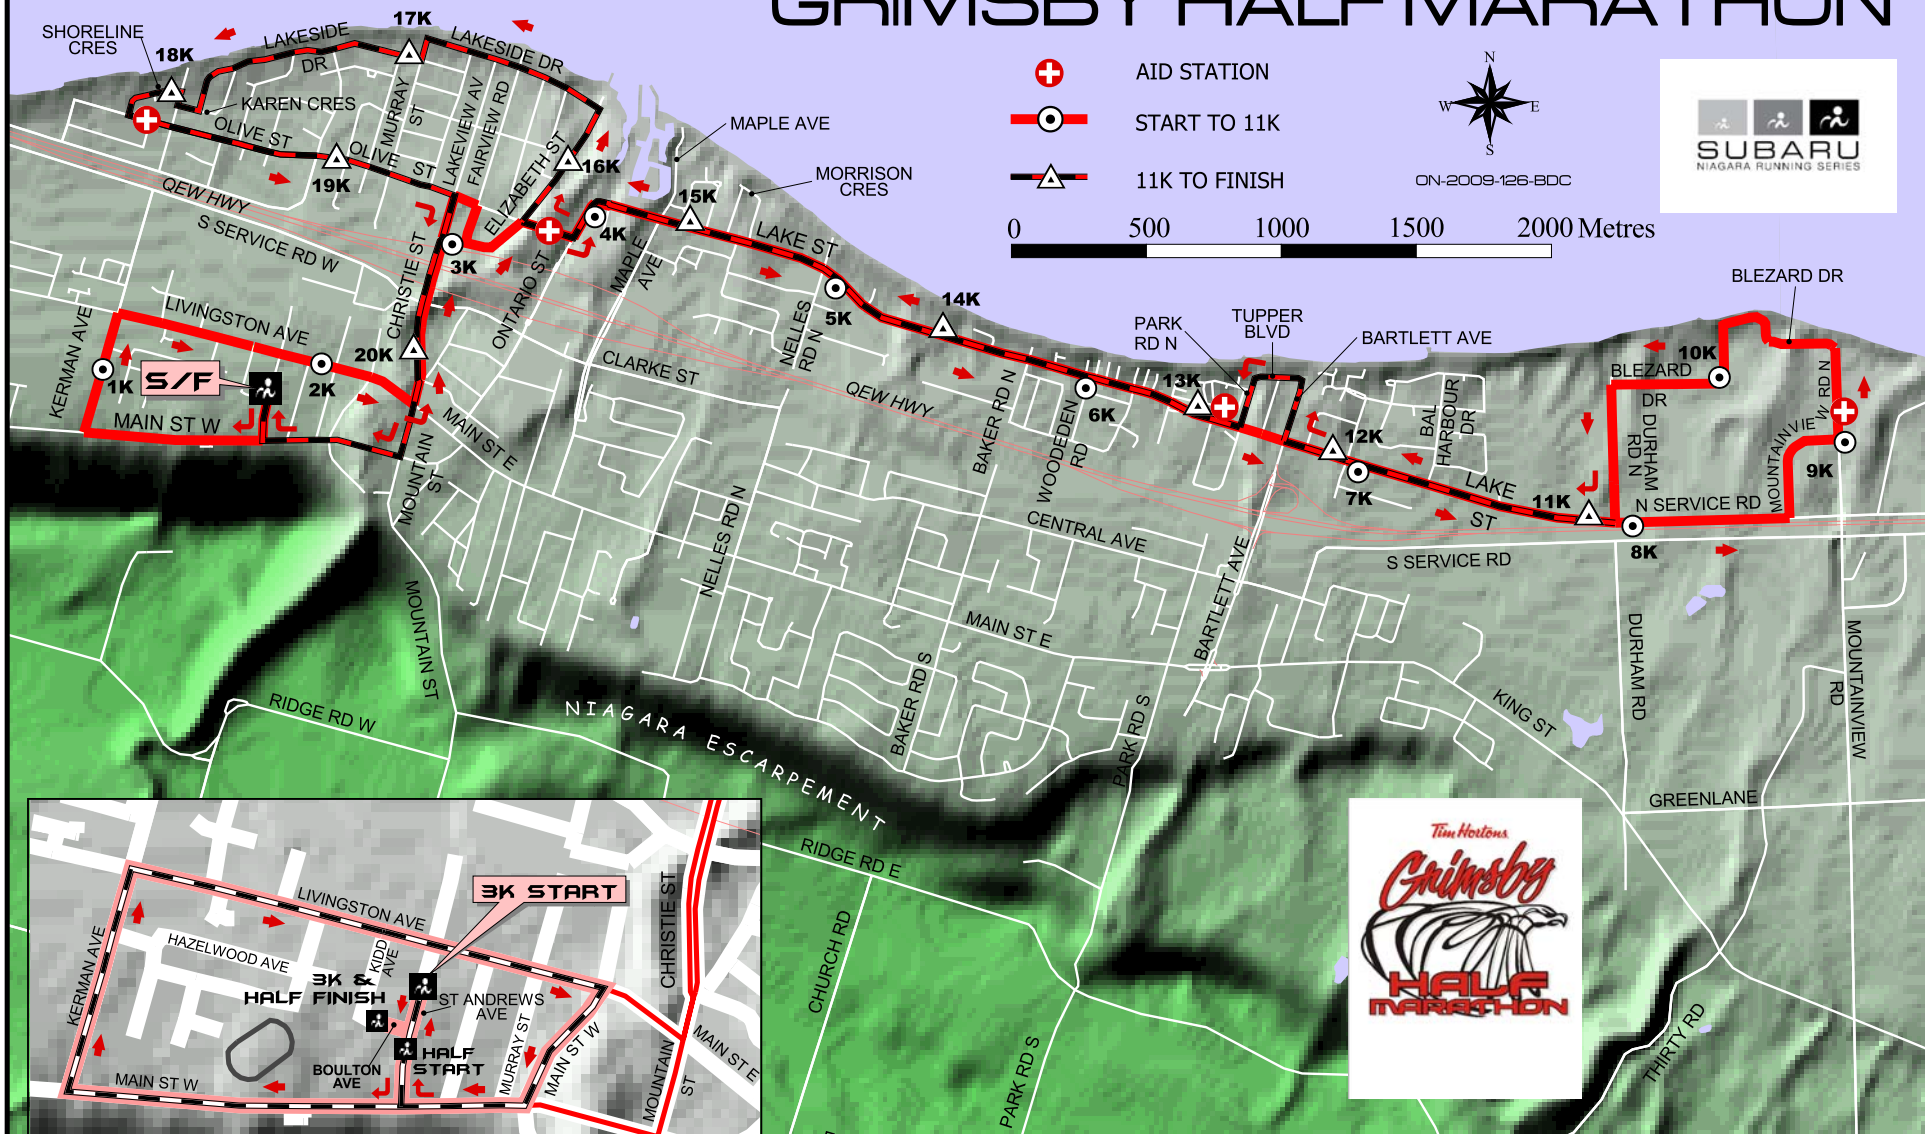 GRIMSBY HALF MARATHON
AID STATION
START TO 11K
11K TO FINISH
N
W
E
S
ON-2009-126-BDC
0
500
1000
1500
2000 Metres
SUBARU
NIAGARA RUNNING SERIES
SHORELINE
CRES
18K
LAKESIDE
DR
17K
LAKESIDE DR
KAREN CRES
OLIVE ST
MURRAY
ST
LAKEVIEW AV
FAIRVIEW RD
OLIVE
ST
19K
ELIZABETH ST
16K
MAPLE AVE
MORRISON
CRES
15K
QEW HWY
S SERVICE RD W
CHRISTIE ST
3K
4K
ONTARIO ST
MAPLE
AVE
LAKE ST
5K
14K
NELLES
RD N
KERMAN AVE
LIVINGSTON AVE
1K
S/F
2K
20K
MAIN ST W
CLARKE ST
QEW HWY
MAIN ST E
MOUNTAIN
ST
BAKER RD N
WOODEDEN
RD
6K
13K
PARK
RD N
TUPPER
BLVD
BARTLETT AVE
12K
7K
BAL
HARBOUR
DR
LAKE
ST
11K
BLEZARD DR
10K
BLEZARD
DR
DURHAM
RD N
MOUNTAINVIEW RD N
9K
N SERVICE RD
8K
S SERVICE RD
NELLES RD N
CENTRAL AVE
BARTLETT AVE
MAIN ST E
MOUNTAIN ST
RIDGE RD W
NIAGARA ESCARPMENT
BAKER RD S
PARK RD S
KING ST
DURHAM RD
MOUNTAINVIEW
RD
GREENLANE
RIDGE RD E
CHURCH RD
PARK RD S
THIRTY RD
Tim Hortons
Grimsby
HALF
MARATHON
3K START
LIVINGSTON AVE
CHRISTIE ST
KERMAN AVE
HAZELWOOD AVE
KIDD
AVE
3K &
HALF FINISH
ST ANDREWS
AVE
HALF
START
BOULTON
AVE
MURRAY ST
MAIN ST W
MAIN ST W
MOUNTAIN
ST
MAIN ST E